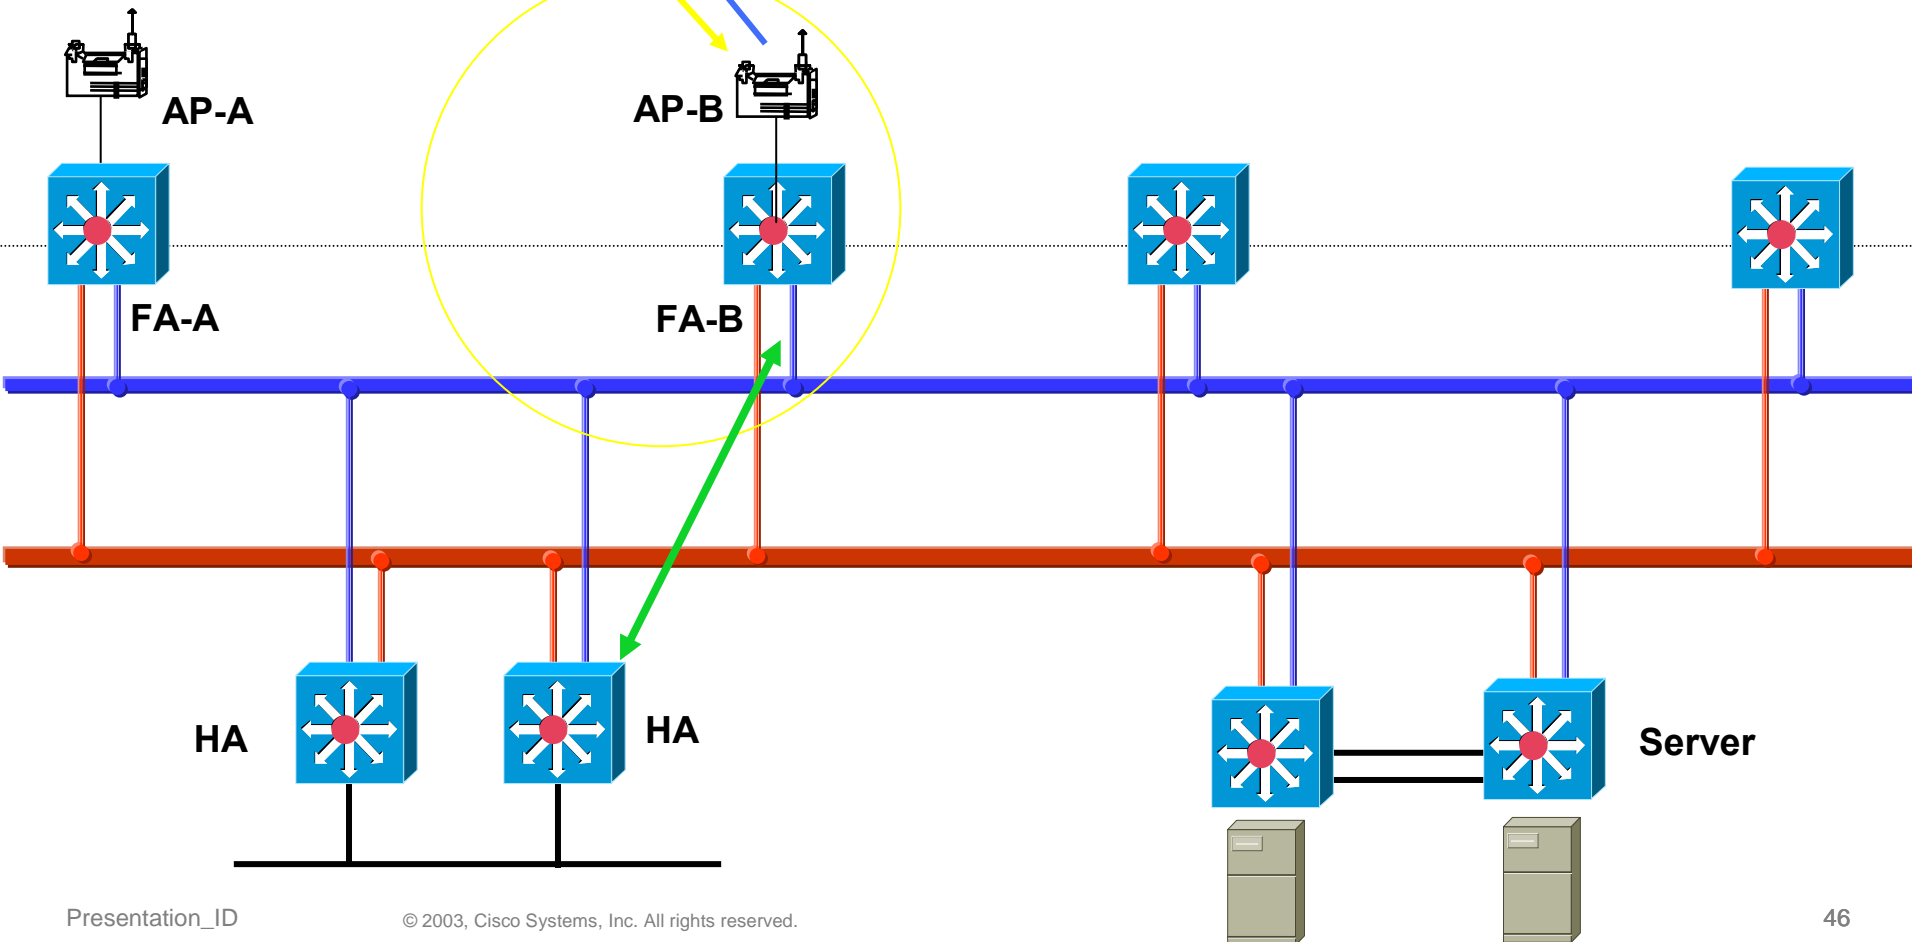 AP-A
AP-B
FA-A
FA-B
HA
HA
Server
Presentation_ID
© 2003, Cisco Systems, Inc. All rights reserved.
46